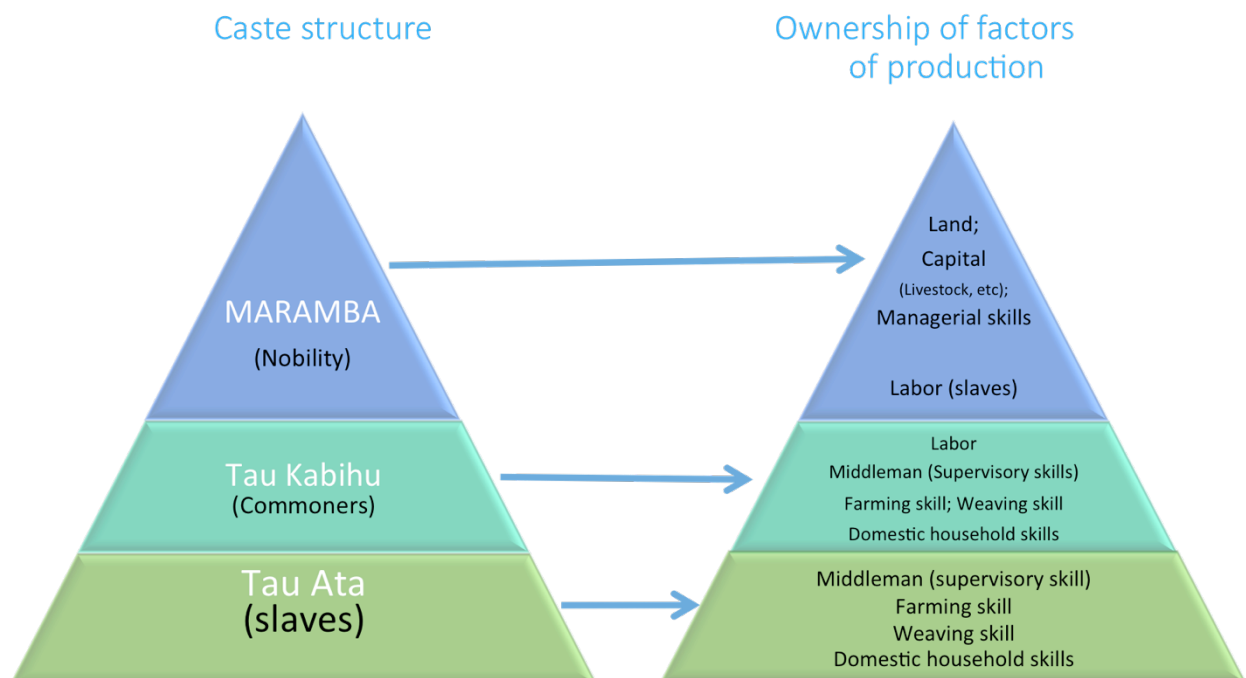 Caste structure
Ownership of factors
of production
MARAMBA
(Nobility)
Tau Kabihu
(Commoners)
Tau Ata
(slaves)
Land;
Capital
(Livestock, etc);
Managerial skills
Labor (slaves)
Labor
Middleman (Supervisory skills)
Farming skill; Weaving skill
Domestic household skills
Middleman (supervisory skill)
Farming skill
Weaving skill
Domestic household skills